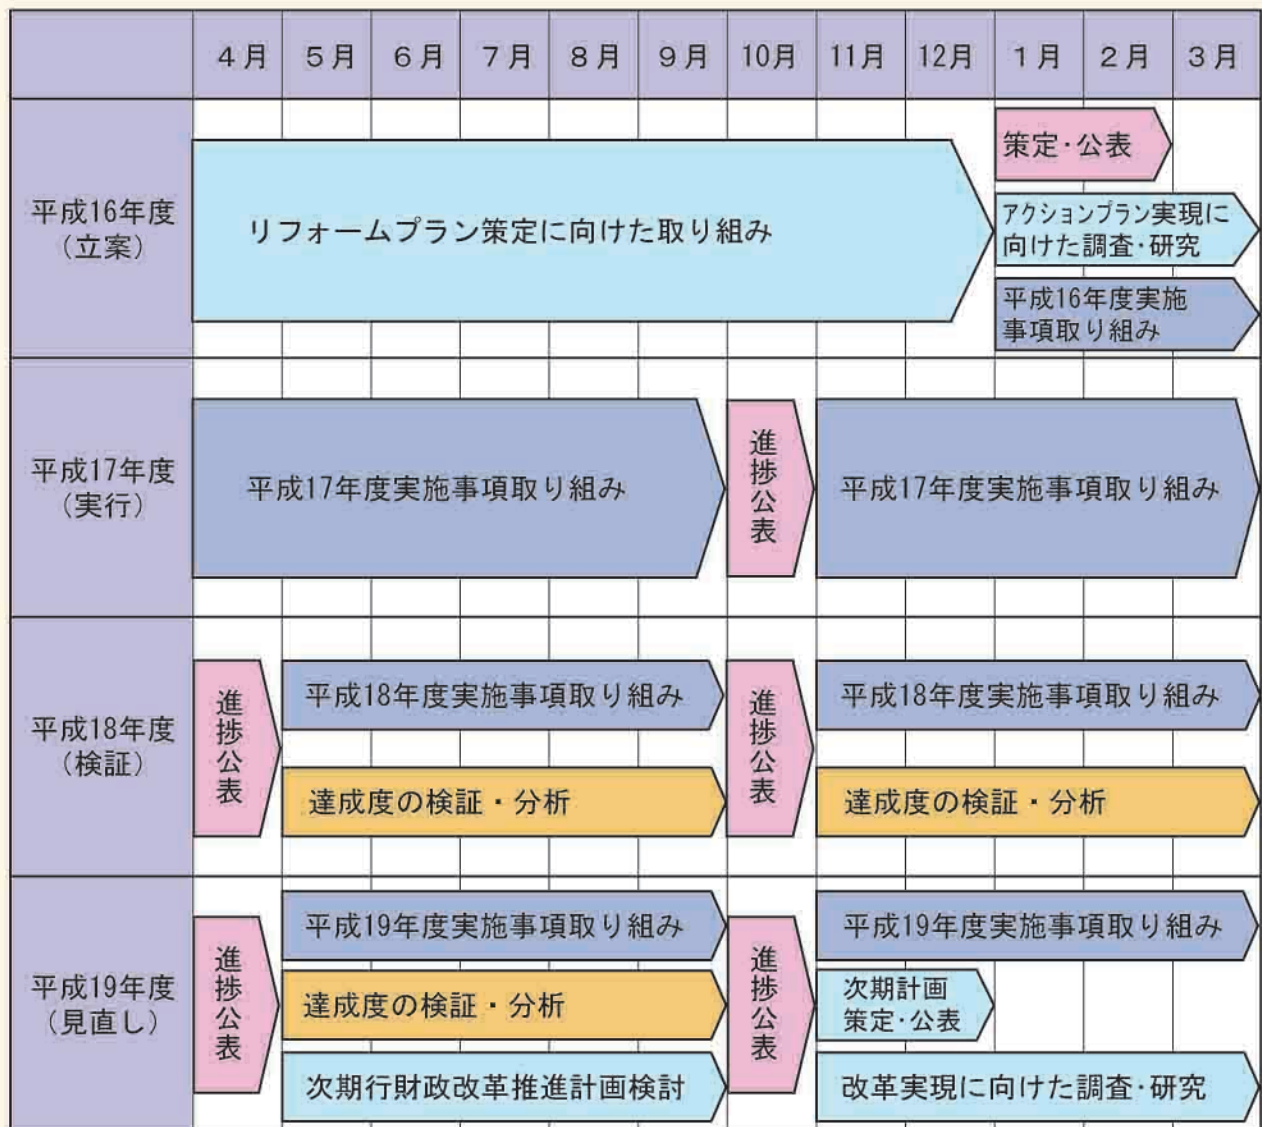 4月 5月 6月 7月 8月 9月 10月 11月 12月 1月 2月 3月
平成16年度
(立案)
リフォームプラン策定に向けた取り組み
策定・公表
アクションプラン実現に
向けた調査・研究
平成16年度実施
事項取り組み
平成17年度
(実行)
平成17年度実施事項取り組み
進捗公表
平成17年度実施事項取り組み
平成18年度
(検証)
進捗公表
平成18年度実施事項取り組み
達成度の検証・分析
進捗公表
平成18年度実施事項取り組み
達成度の検証・分析
平成19年度
(見直し)
進捗公表
平成19年度実施事項取り組み
達成度の検証・分析
次期行財政改革推進計画検討
進捗公表
平成19年度実施事項取り組み
次期計画
策定・公表
改革実現に向けた調査・研究